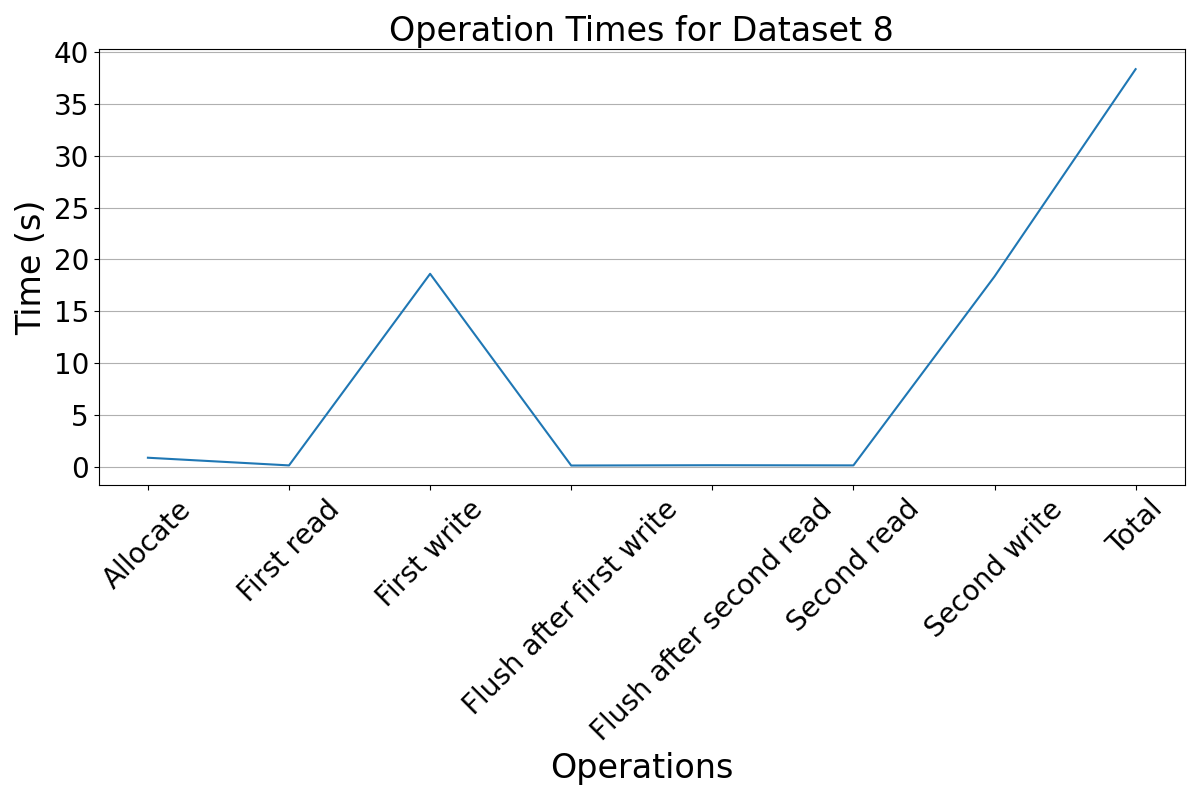 Operation Times for Dataset 8
Time (s)
40
35
30
25
20
15
10
5
0
Allocate
First read
First write
Flush after first write
Flush after second read
Second read
Second write
Total
Operations